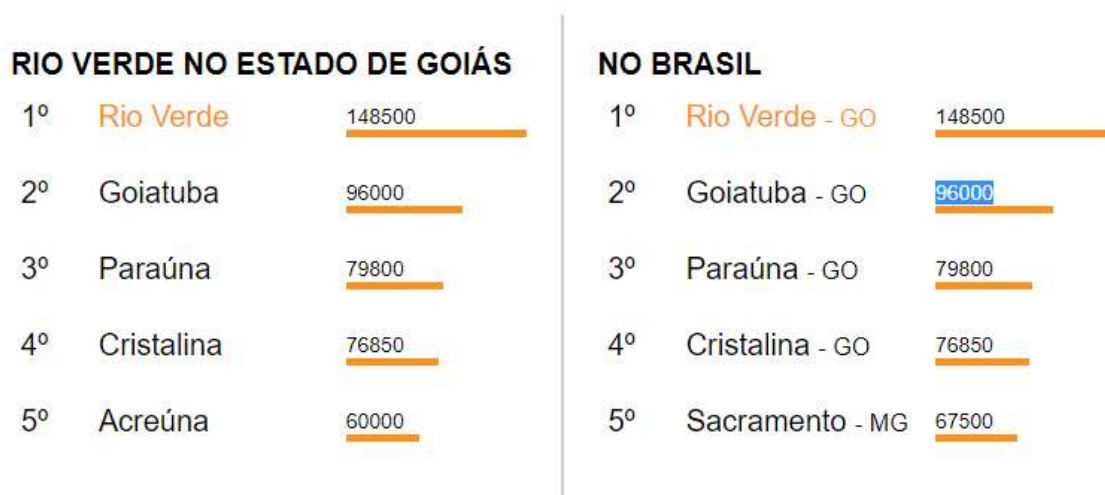 RIO VERDE NO ESTADO DE GOIÁS
1º Rio Verde 148500
2º Goiatuba 96000
3º Paraúna 79800
4º Cristalina 76850
5º Acreúna 60000
NO BRASIL
1º Rio Verde - GO 148500
2º Goiatuba - GO 96000
3º Paraúna - GO 79800
4º Cristalina - GO 76850
5º Sacramento - MG 67500